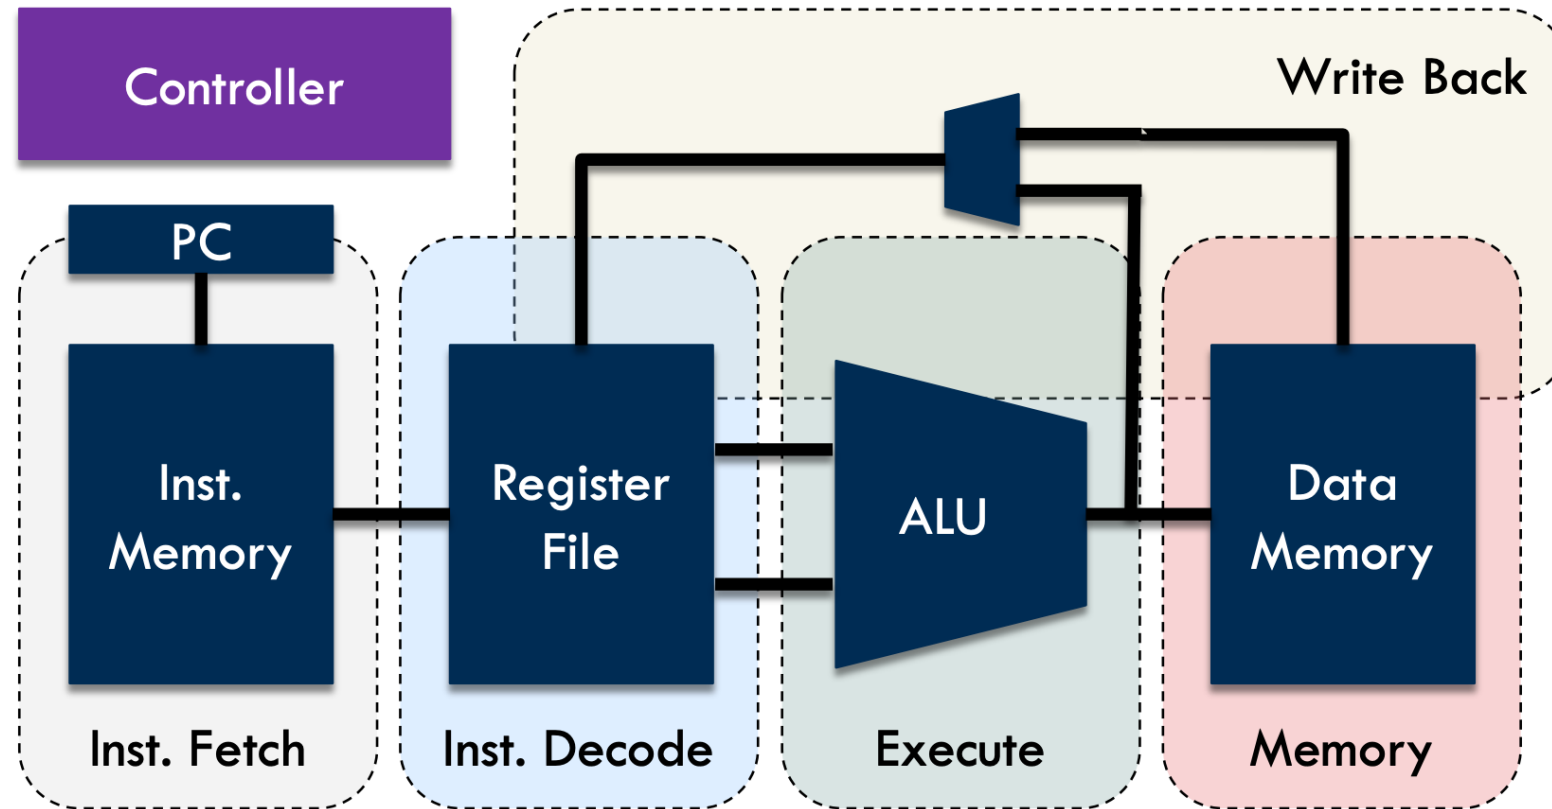 Controller
Write Back
PC
Inst.
Memory
Register
File
ALU
Data
Memory
Inst. Fetch
Inst. Decode
Execute
Memory